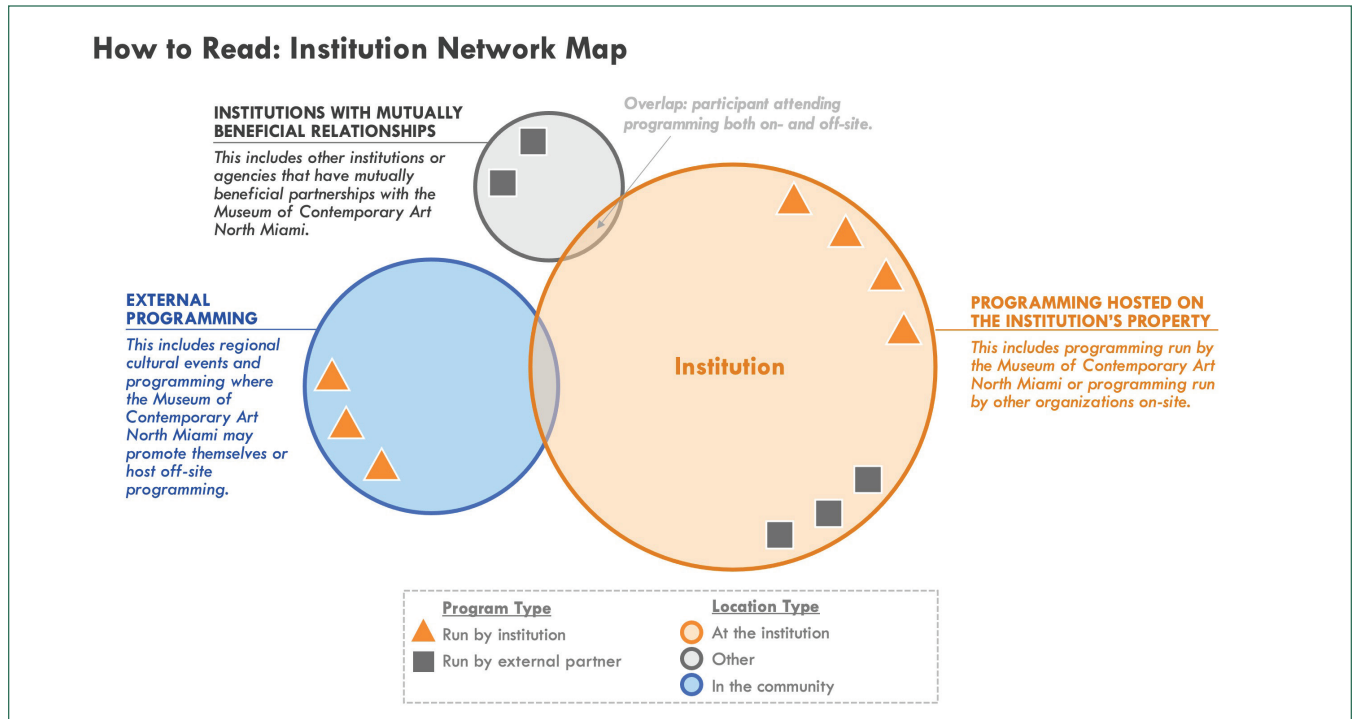 How to Read: Institution Network Map
INSTITUTIONS WITH MUTUALLY
BENEFICIAL RELATIONSHIPS
This includes other institutions or
agencies that have mutually
beneficial partnerships with the
Museum of Contemporary Art
North Miami.
Overlap: participant attending
programming both on- and off-site.
EXTERNAL
PROGRAMMING
This includes regional
cultural events and
programming where
the Museum of
Contemporary Art
North Miami may
promote themselves or
host off-site
programming.
Institution
PROGRAMMING HOSTED ON
THE INSTITUTION'S PROPERTY
This includes programming run by
the Museum of Contemporary Art
North Miami or programming run
by other organizations on-site.
Program Type
Run by institution
Run by external partner
Location Type
At the institution
Other
In the community